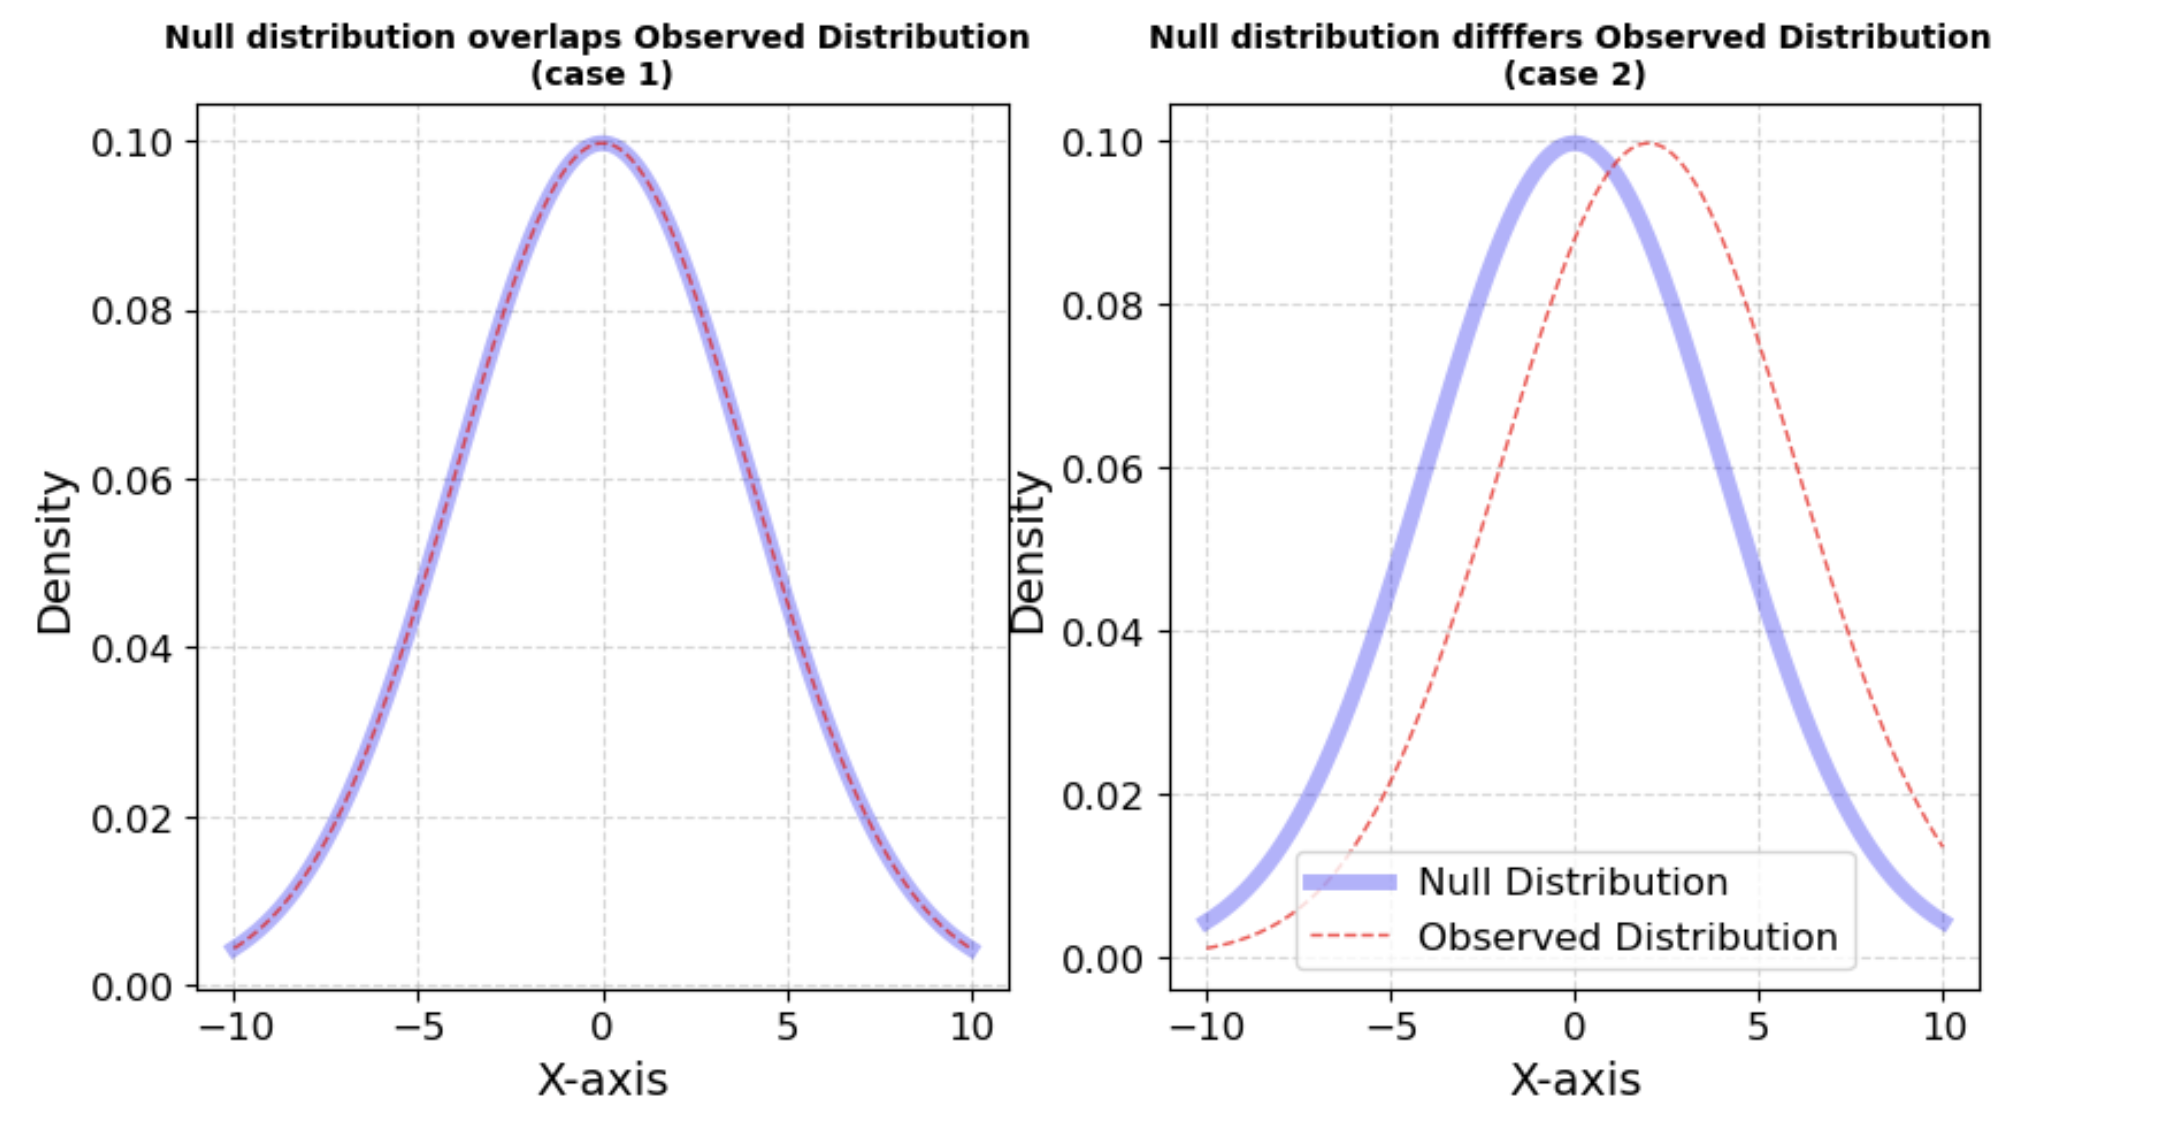 Null distribution overlaps Observed Distribution
(case 1)
Density
0.10
0.08
0.06
0.04
0.02
0.00
−10 −5 0 5 10
X-axis
Null distribution difffers Observed Distribution
(case 2)
Density
0.10
0.08
0.06
0.04
0.02
0.00
Null Distribution
Observed Distribution
−10 −5 0 5 10
X-axis